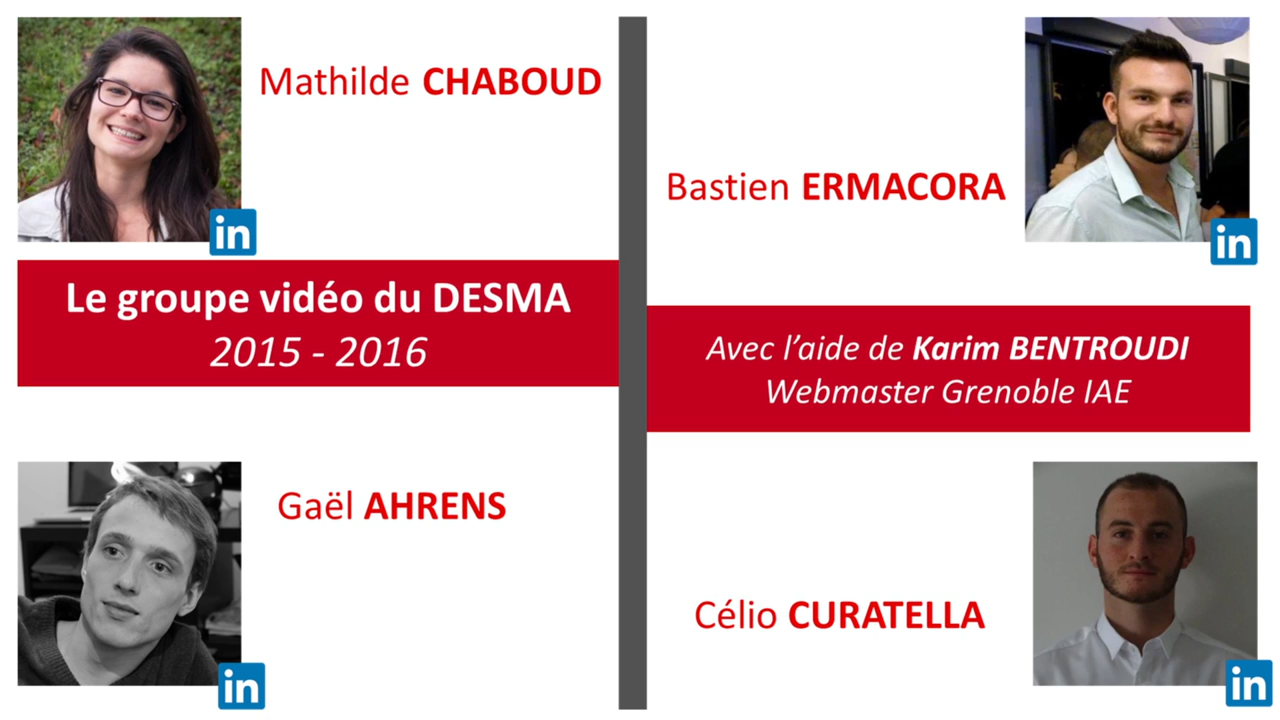 Mathilde CHABOUD
in
Le groupe vidéo du DESMA
2015 - 2016
Gaël AHRENS
in
Bastien ERMACORA
in
Avec l’aide de Karim BENTROUDI
Webmaster Grenoble IAE
Célio CURATELLA
in